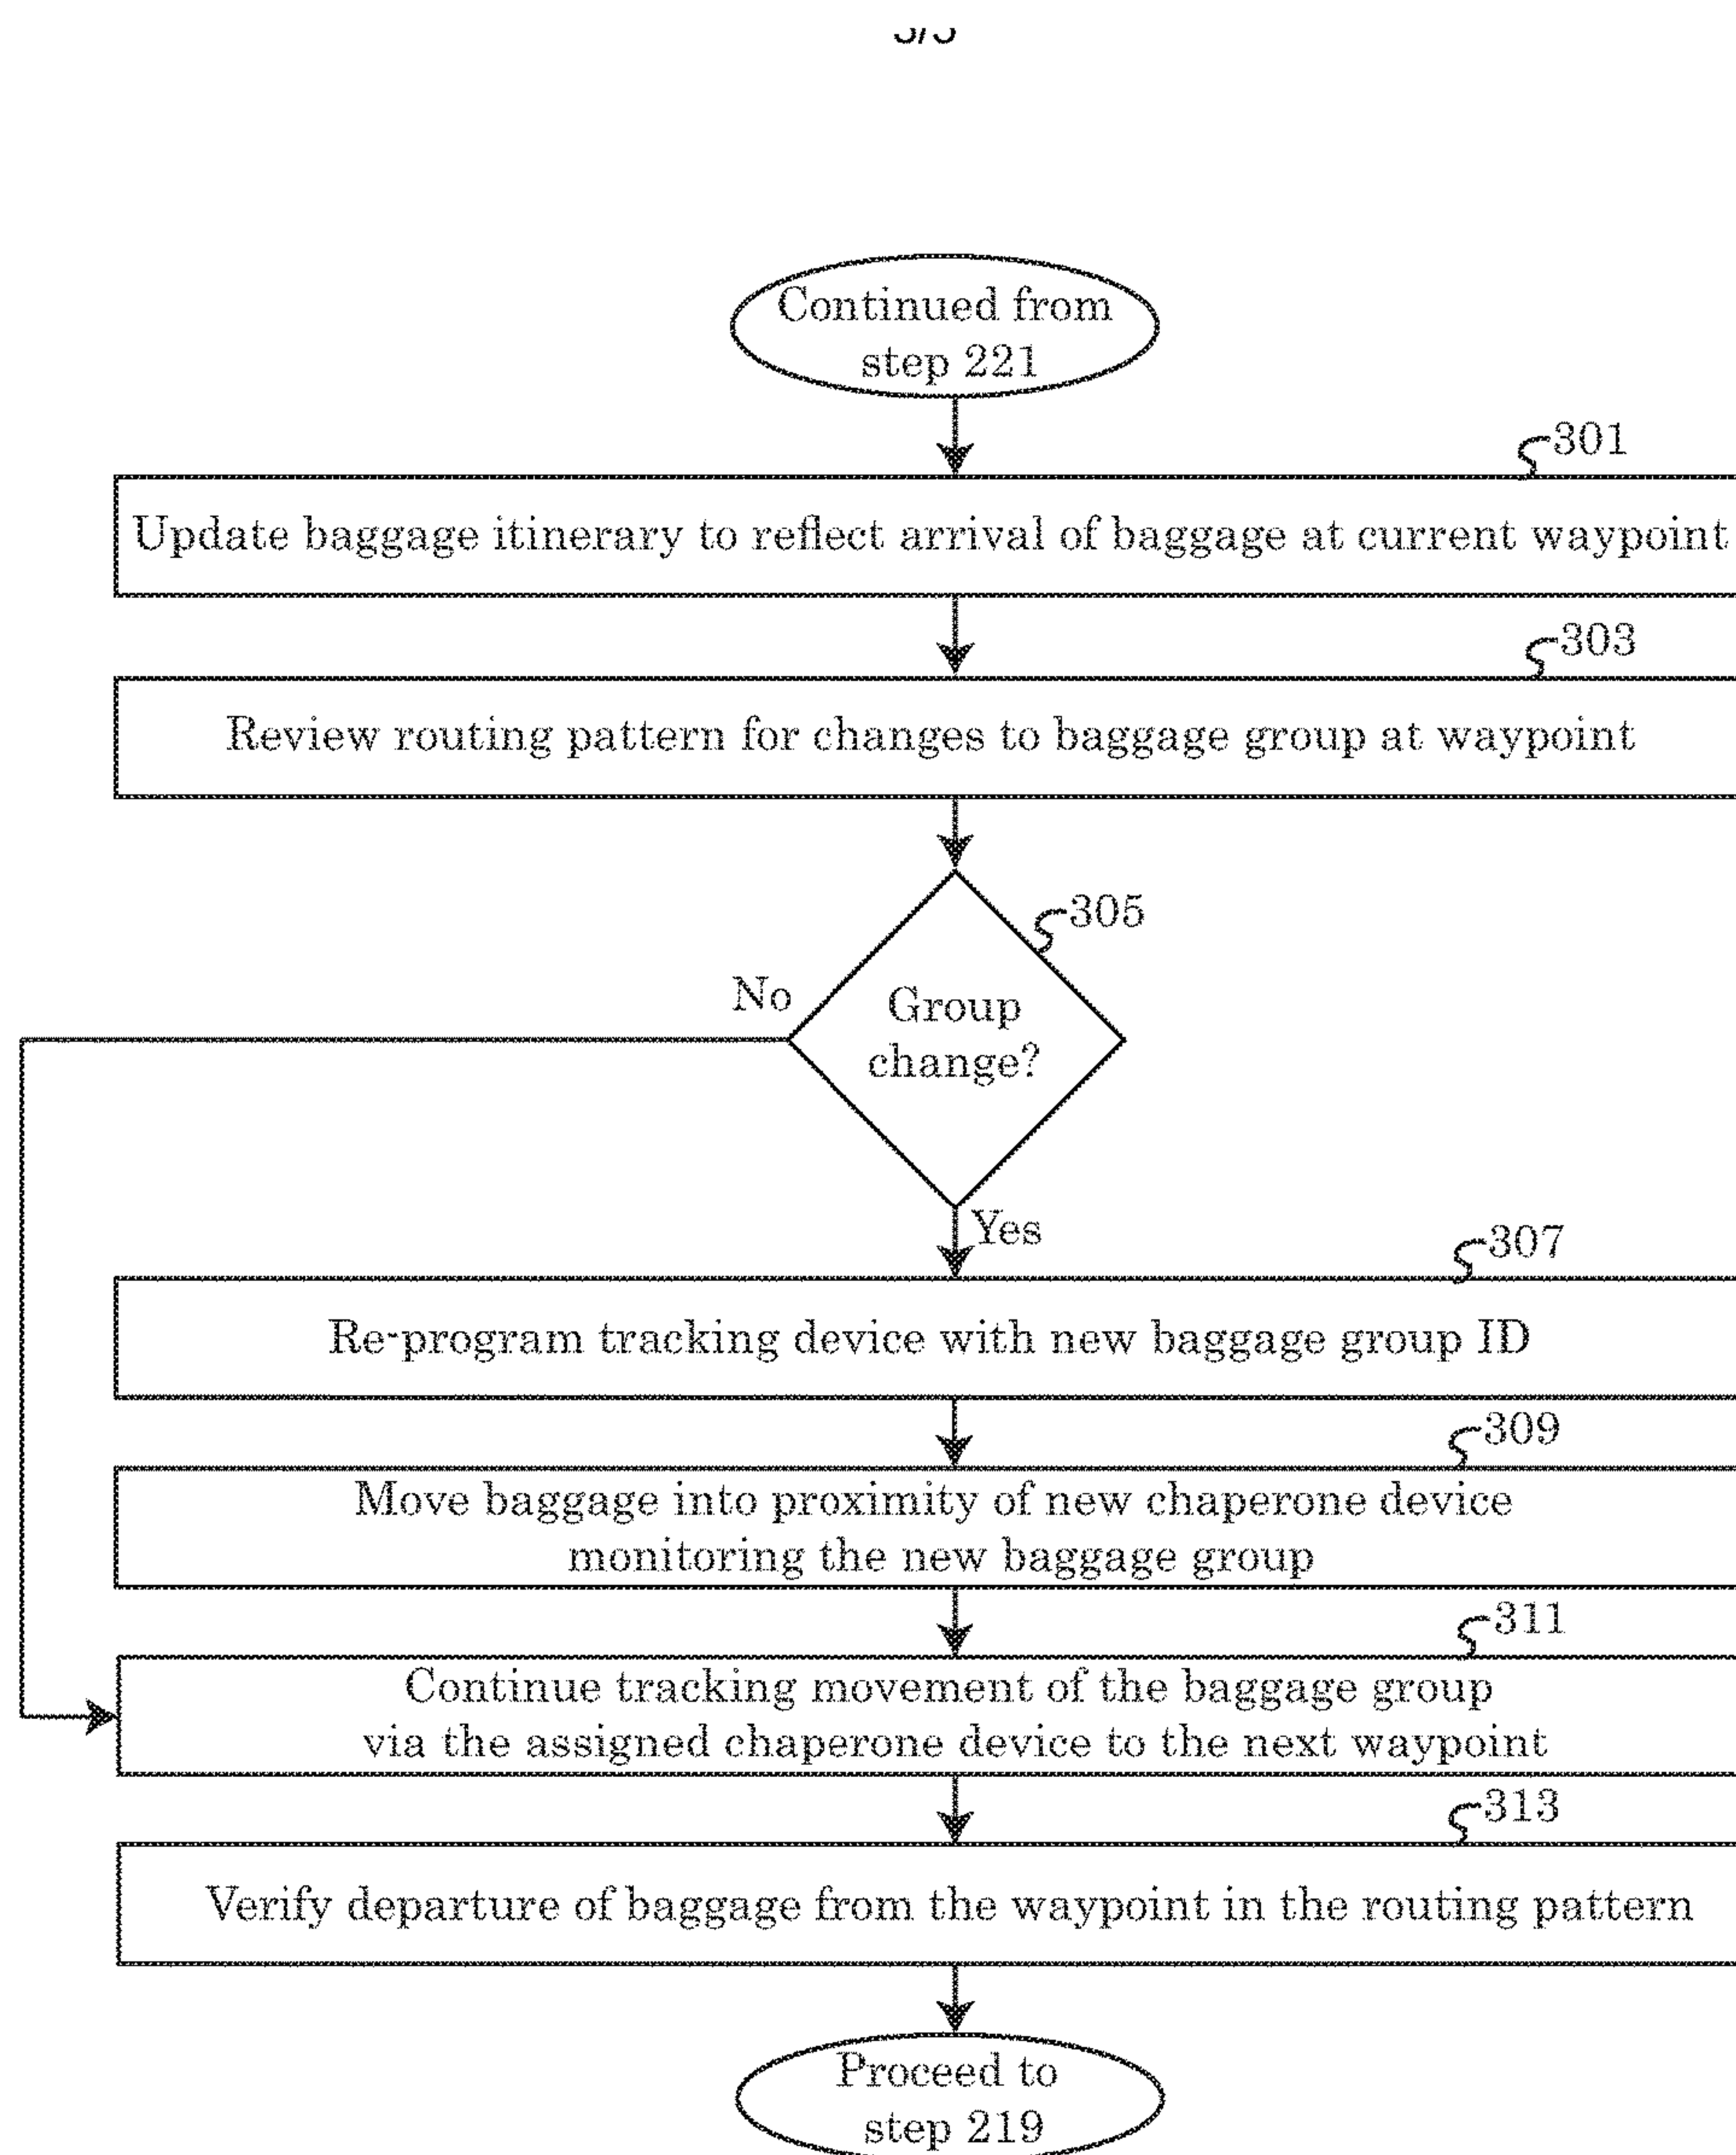 Continued from
step 221
301
Update baggage itinerary to reflect arrival of baggage at current waypoint
303
Review routing pattern for changes to baggage group at waypoint
305
No
Group
change?
Yes
307
Re-program tracking device with new baggage group ID
309
Move baggage into proximity of new chaperone device
monitoring the new baggage group
311
Continue tracking movement of the baggage group
via the assigned chaperone device to the next waypoint
313
Verify departure of baggage from the waypoint in the routing pattern
Proceed to
step 219